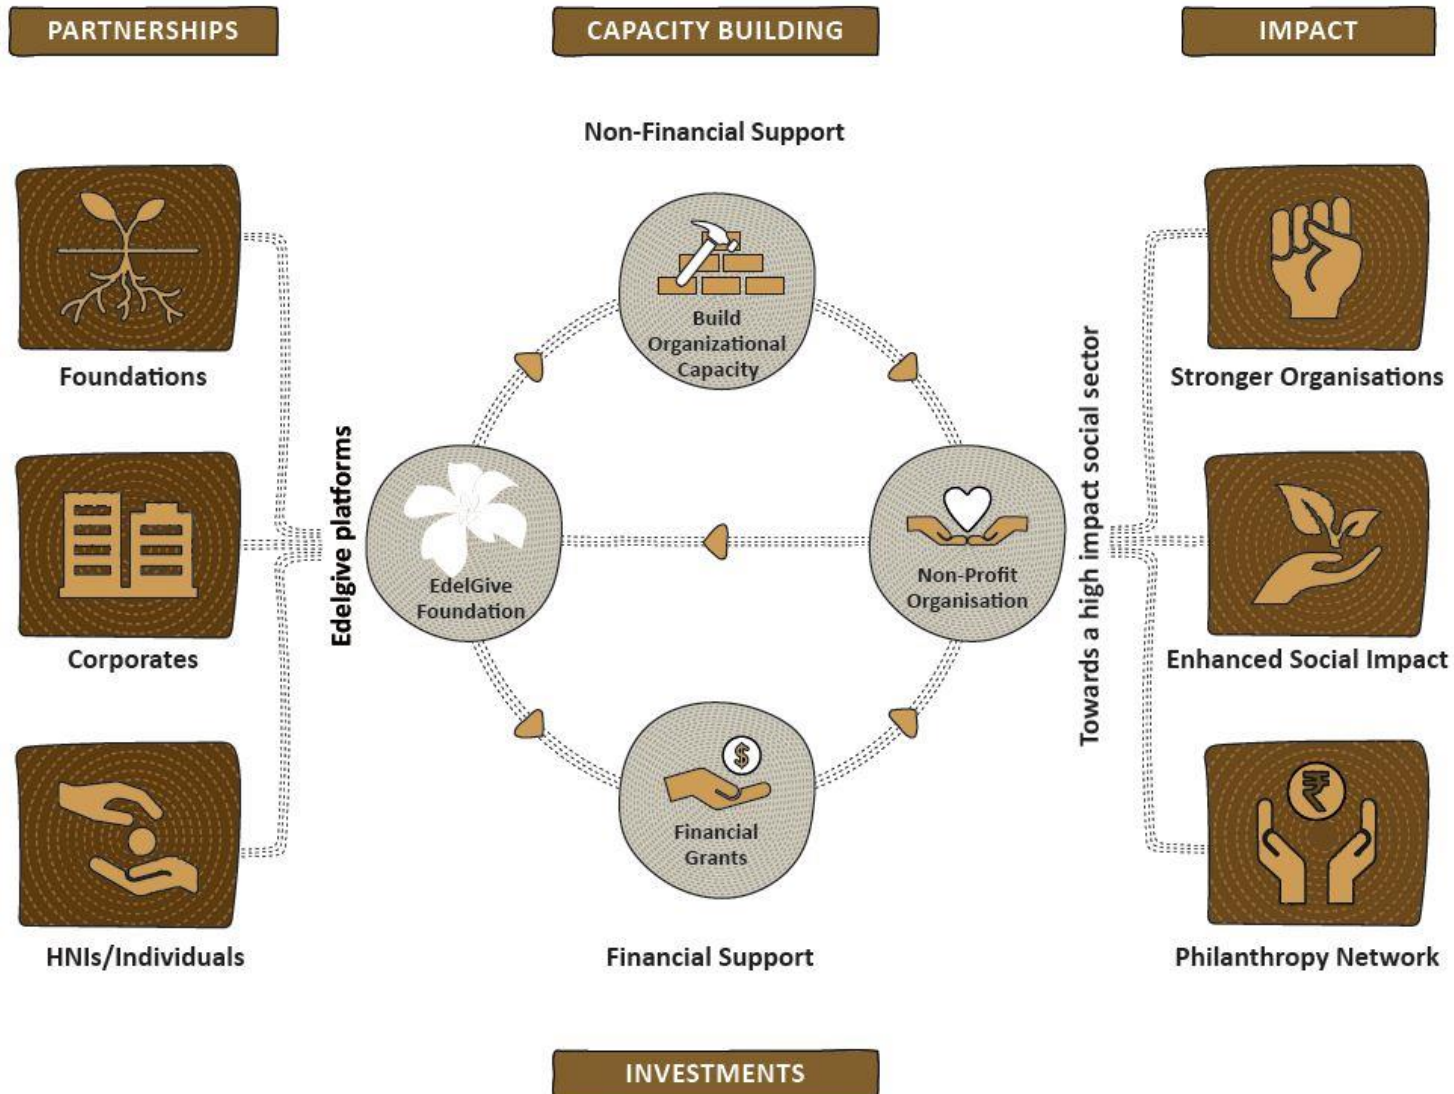 PARTNERSHIPS
CAPACITY BUILDING
IMPACT
Non-Financial Support
Foundations
Corporates
HNIs/Individuals
Edelgive platforms
Build
Organizational
Capacity
EdelGive
Foundation
Non-Profit
Organisation
$
Financial
Grants
Financial Support
Towards a high impact social sector
Stronger Organisations
Enhanced Social Impact
₹
Philanthropy Network
INVESTMENTS